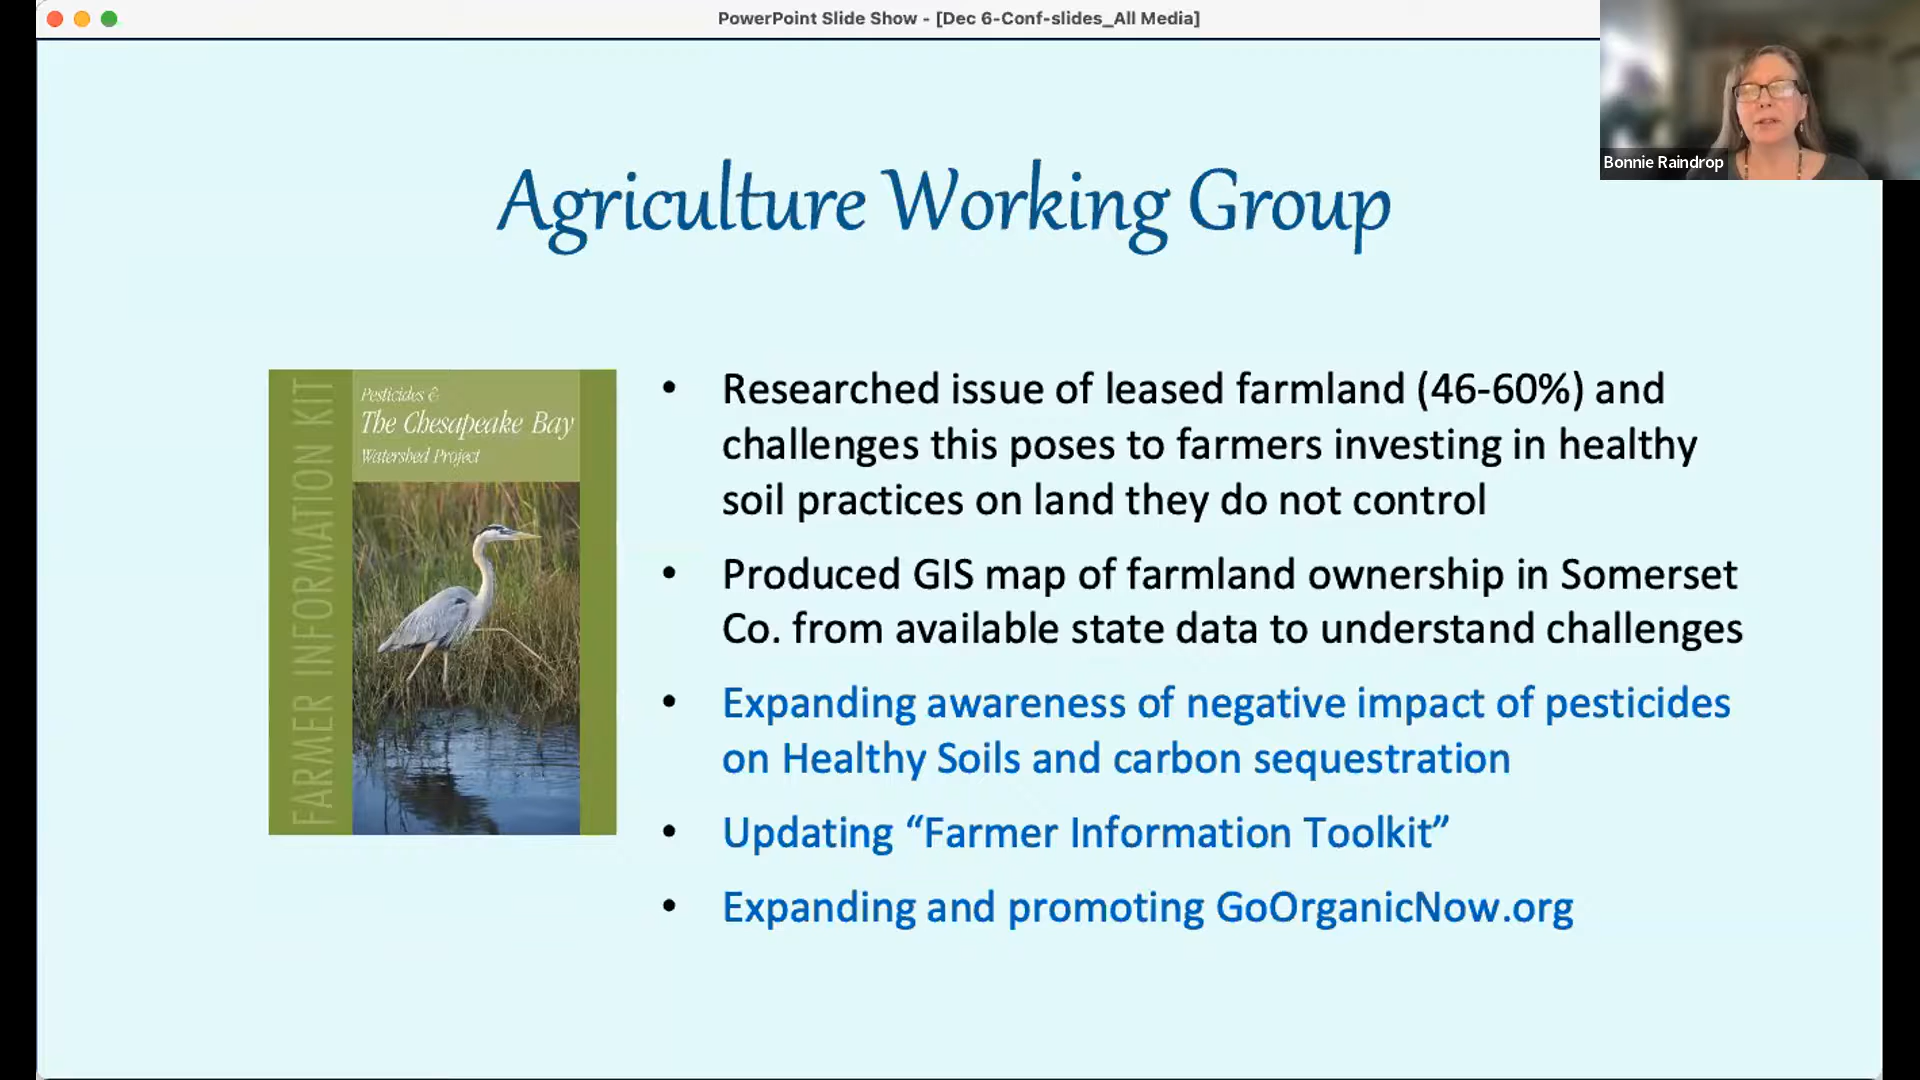 PowerPoint Slide Show - [Dec 6-Conf-slides_All Media]
Bonnie Raindrop
Agriculture Working Group
FARMER INFORMATION KIT
Pesticides &
The Chesapeake Bay
Watershed Project
• Researched issue of leased farmland (46-60%) and
challenges this poses to farmers investing in healthy
soil practices on land they do not control
• Produced GIS map of farmland ownership in Somerset
Co. from available state data to understand challenges
• Expanding awareness of negative impact of pesticides
on Healthy Soils and carbon sequestration
• Updating “Farmer Information Toolkit”
• Expanding and promoting GoOrganicNow.org